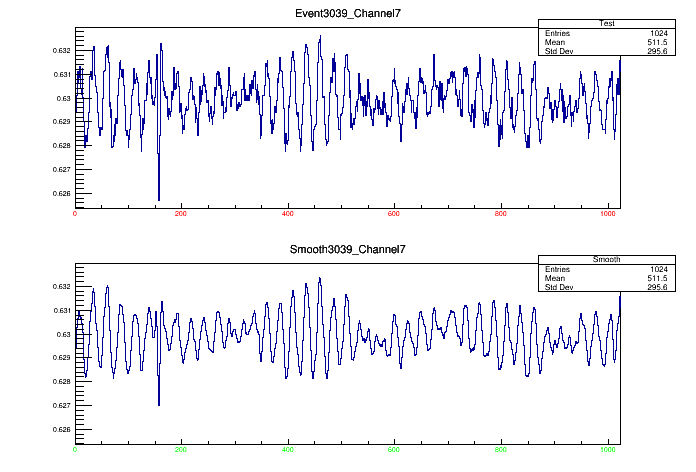 Event3039_Channel7
Test
Entries 1024
Mean 511.5
Std Dev 295.6
0.632
0.631
0.63
0.629
0.628
0.627
0.626
0 200 400 600 800 1000
Smooth3039_Channel7
Smooth
Entries 1024
Mean 511.5
Std Dev 295.6
0.632
0.631
0.63
0.629
0.628
0.627
0.626
0 200 400 600 800 1000